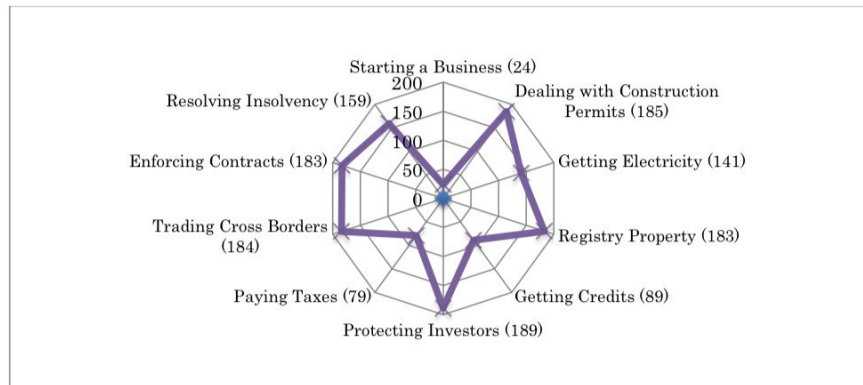 Starting a Business (24)
200
Dealing with Construction
Permits (185)
Resolving Insolvency (159)
150
100
Enforcing Contracts (183)
Getting Electricity (141)
50
0
Trading Cross Borders
(184)
Registry Property (183)
Paying Taxes (79)
Getting Credits (89)
Protecting Investors (189)